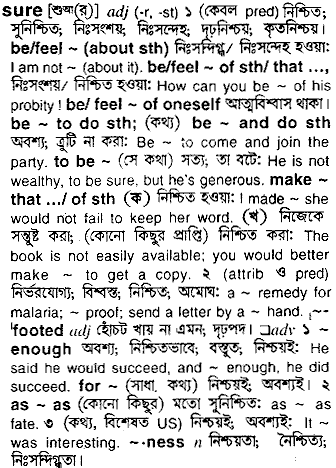 sure [শুআ(র্)] adj (-r, -st) ১ (কেবল pred) নিশ্চিত;
সুনিশ্চিত; নিঃসংশয়; নিঃসন্দেহ; দৃঢ়নিশ্চয়; কৃতনিশ্চয়।
be/feel ~ (about sth) নিঃসন্দিগ্ধ/ নিঃসন্দেহ হওয়া:
I am not ~ (about it). be/feel ~ of sth/ that ...,
নিঃসংশয়/ নিশ্চিত হওয়া: How can you be ~ of his
probity ! be/ feel ~ of oneself আত্মবিশ্বাস থাকা।
be ~ to do sth; (কথ্য) be ~ and do sth
অবশ্য; ত্রুটি না করা: Be ~ to come and join the
party. to be ~ (সে কথা) সত্য; তা বটে: He is not
wealthy, to be sure, but he's generous. make ~
that .../ of sth (ক) নিশ্চিত হওয়া: I made ~ she
would not fail to keep her word. (খ) নিজেকে
সন্তুষ্ট করা; (কোনো কিছুর প্রাপ্তি) নিশ্চিত করা: The
book is not easily available; you would better
make ~ to get a copy. ২ (attrib ও pred)
নির্ভরযোগ্য; বিশ্বস্ত; নিশ্চিত; অমোঘ: a ~ remedy for
malaria; ~ proof; send a letter by a ~ hand. ,~-
'footed adj হোঁচট খায় না এমন; দৃঢ়পদ। □adv ১ ~
enough অবশ্য; নিশ্চিতভাবে; বস্তুত; নিশ্চয়ই: He
said he would succeed, and ~ enough, he did
succeed. for ~ (সাধা. কথ্য) নিশ্চয়ই; অবশ্যই। ২
as ~ as (কোনো কিছুর) মতো সুনিশ্চিত: as ~ as
fate. ৩ (কথ্য, বিশেষত US) নিশ্চয়ই; অবশ্যই: It ~
was interesting. ~·ness n নিশ্চয়তা; নৈশ্চিত্য;
নিঃসন্দিগ্ধতা।